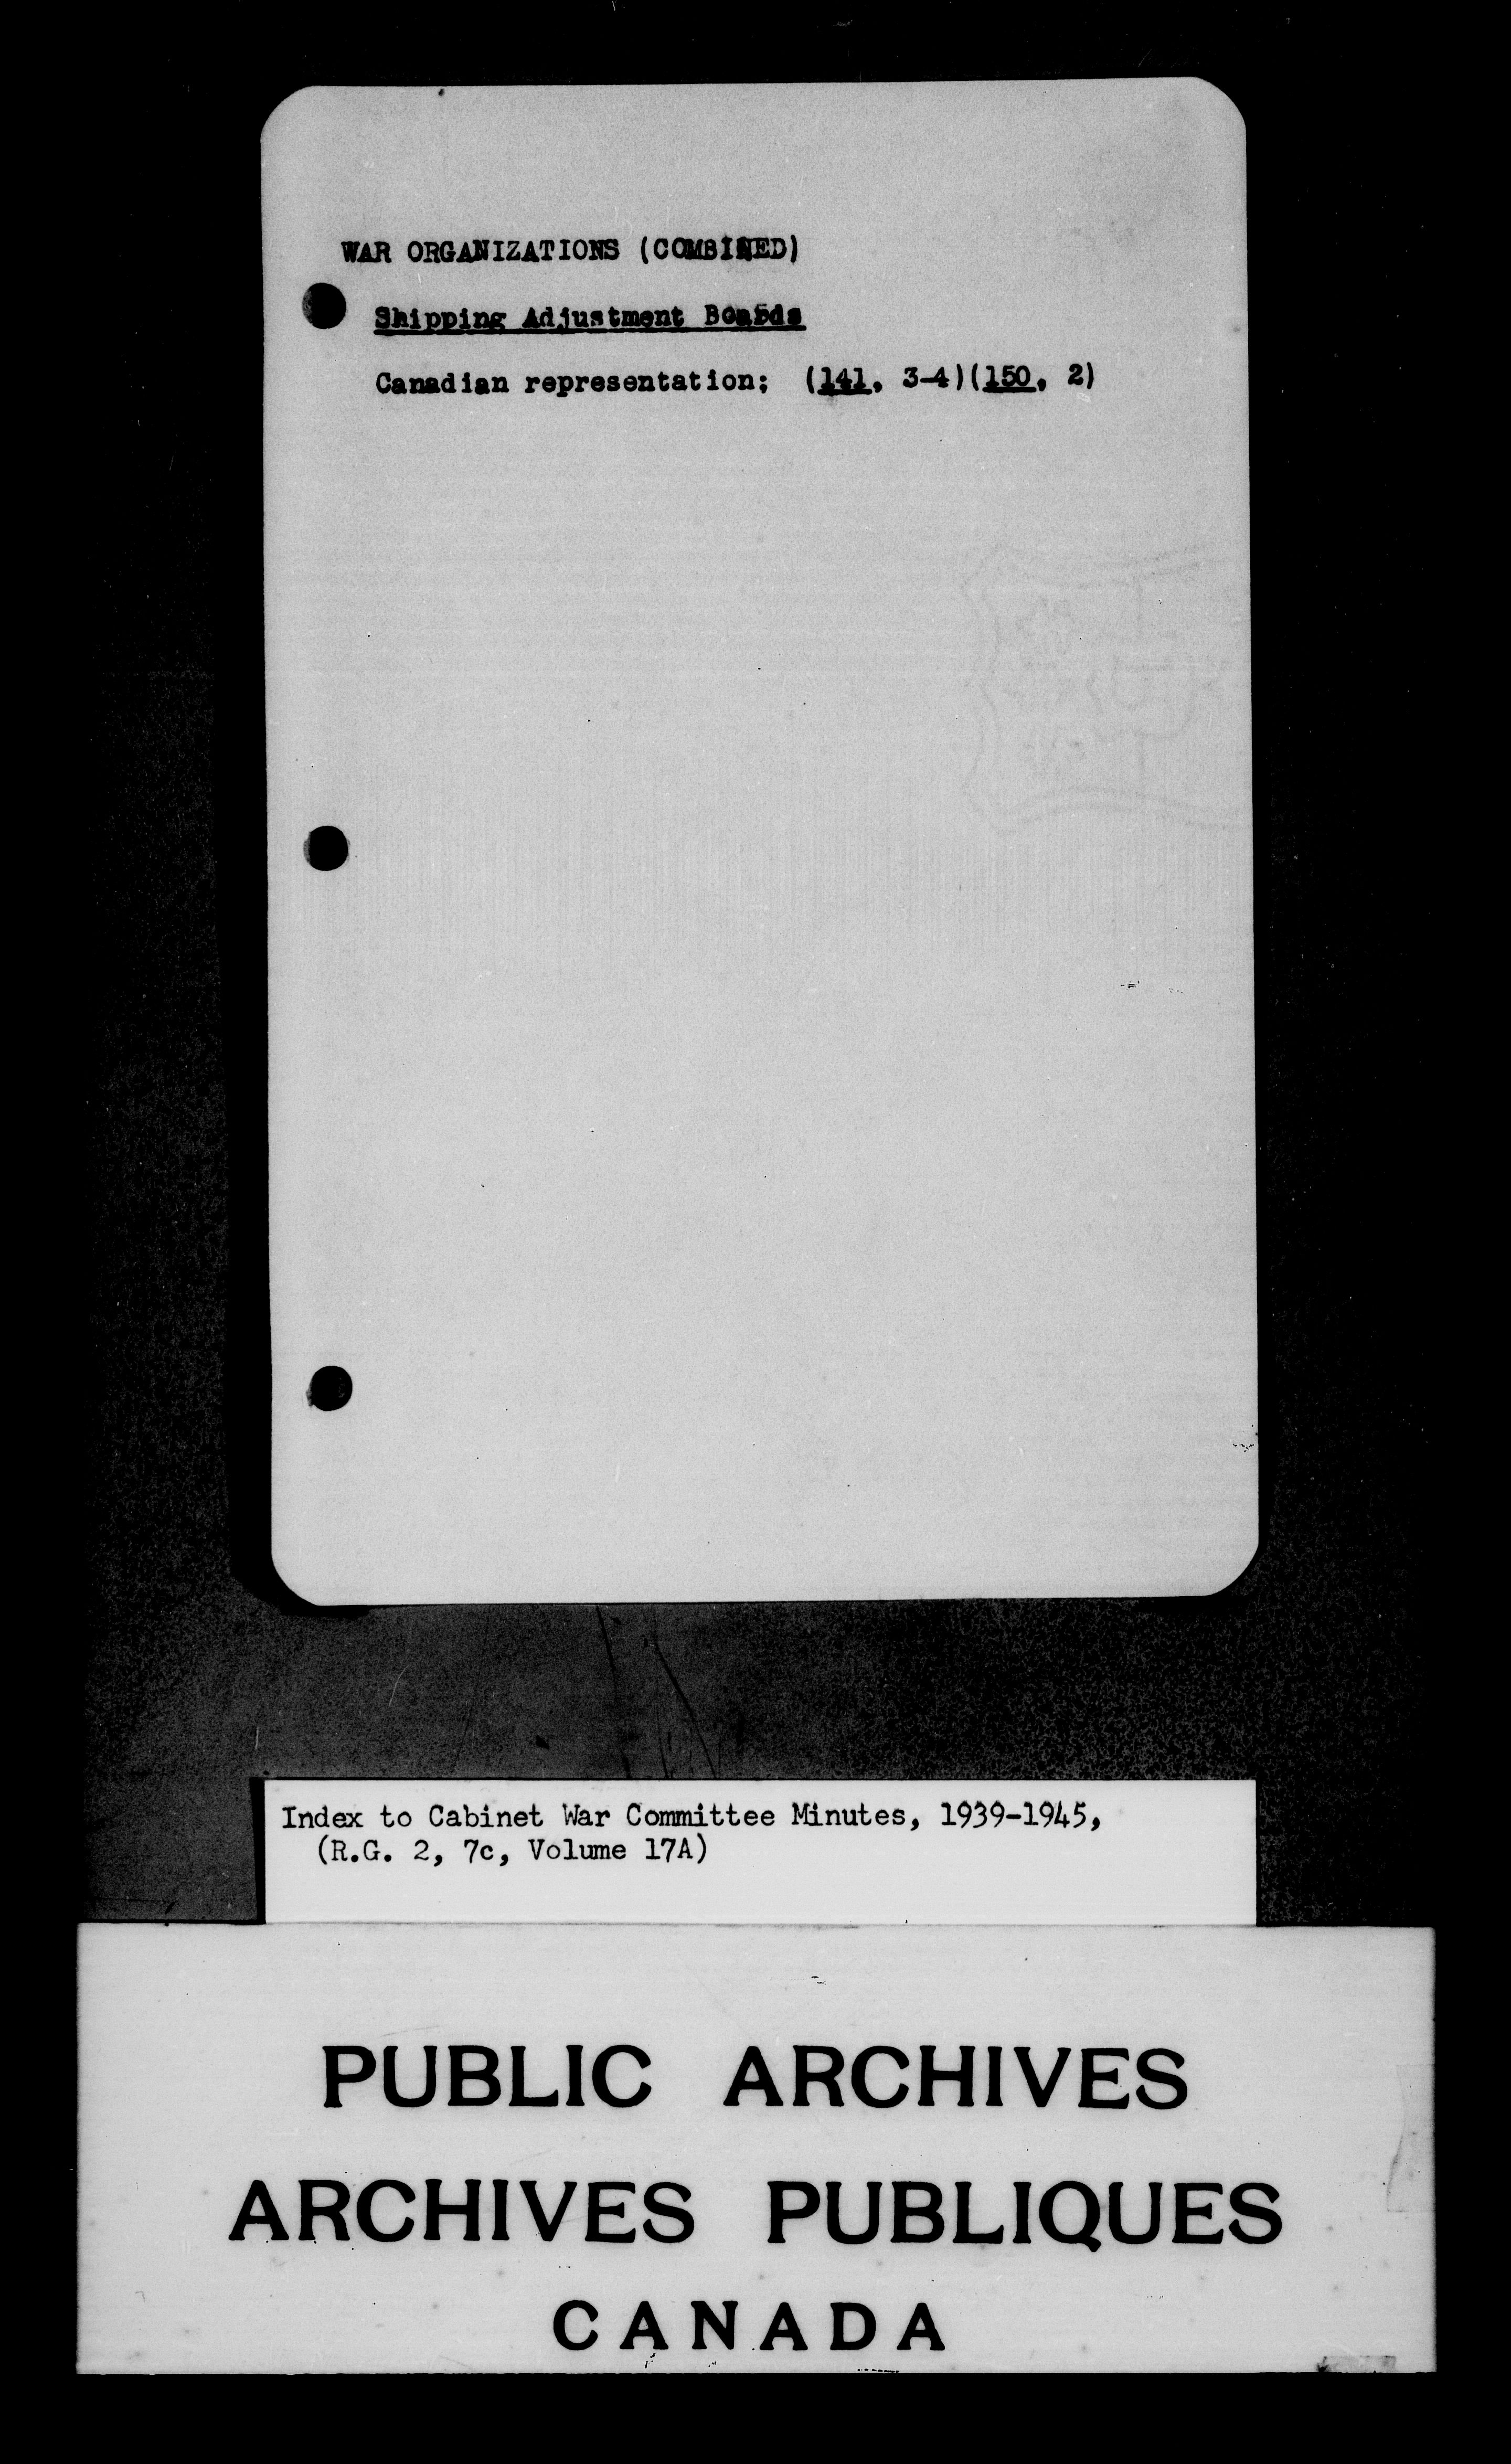 WAR ORGANIZATIONS (COMBINED)
Shipping Adjustment Boards
Canadian representation; (141, 3-4)(150, 2)
Index to Cabinet War Committee Minutes, 1939-1945,
(R.G. 2, 7c, Volume 17A)
PUBLIC ARCHIVES
ARCHIVES PUBLIQUES
CANADA